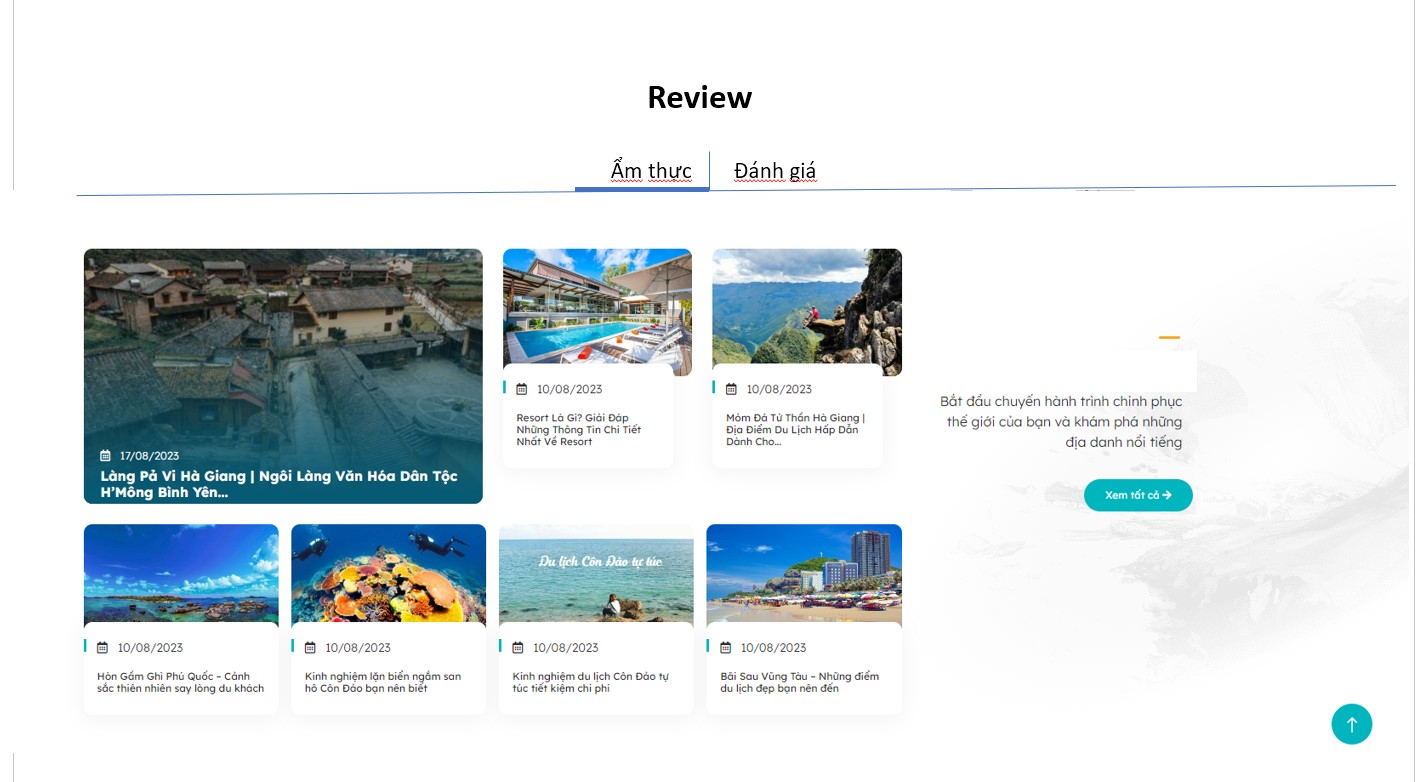 Review
Ẩm thực
Đánh giá
17/08/2023
Làng Pả Vi Hà Giang | Ngôi Làng Văn Hóa Dân Tộc
H'Mông Bình Yên...
10/08/2023
Resort Là Gì? Giải Đáp
Những Thông Tin Chi Tiết
Nhất Về Resort
10/08/2023
Mỏm Đá Tử Thần Hà Giang |
Địa Điểm Du Lịch Hấp Dẫn
Dành Cho...
Bắt đầu chuyến hành trình chinh phục
thế giới của bạn và khám phá những
địa danh nổi tiếng
Xem tất cả
Du lịch Côn Đảo tự túc
10/08/2023
Hòn Gầm Ghì Phú Quốc – Cảnh
sắc thiên nhiên say lòng du khách
10/08/2023
Kinh nghiệm lặn biển ngắm san
hô Côn Đảo bạn nên biết
10/08/2023
Kinh nghiệm du lịch Côn Đảo tự
túc tiết kiệm chi phí
10/08/2023
Bãi Sau Vũng Tàu – Những điểm
du lịch đẹp bạn nên đến